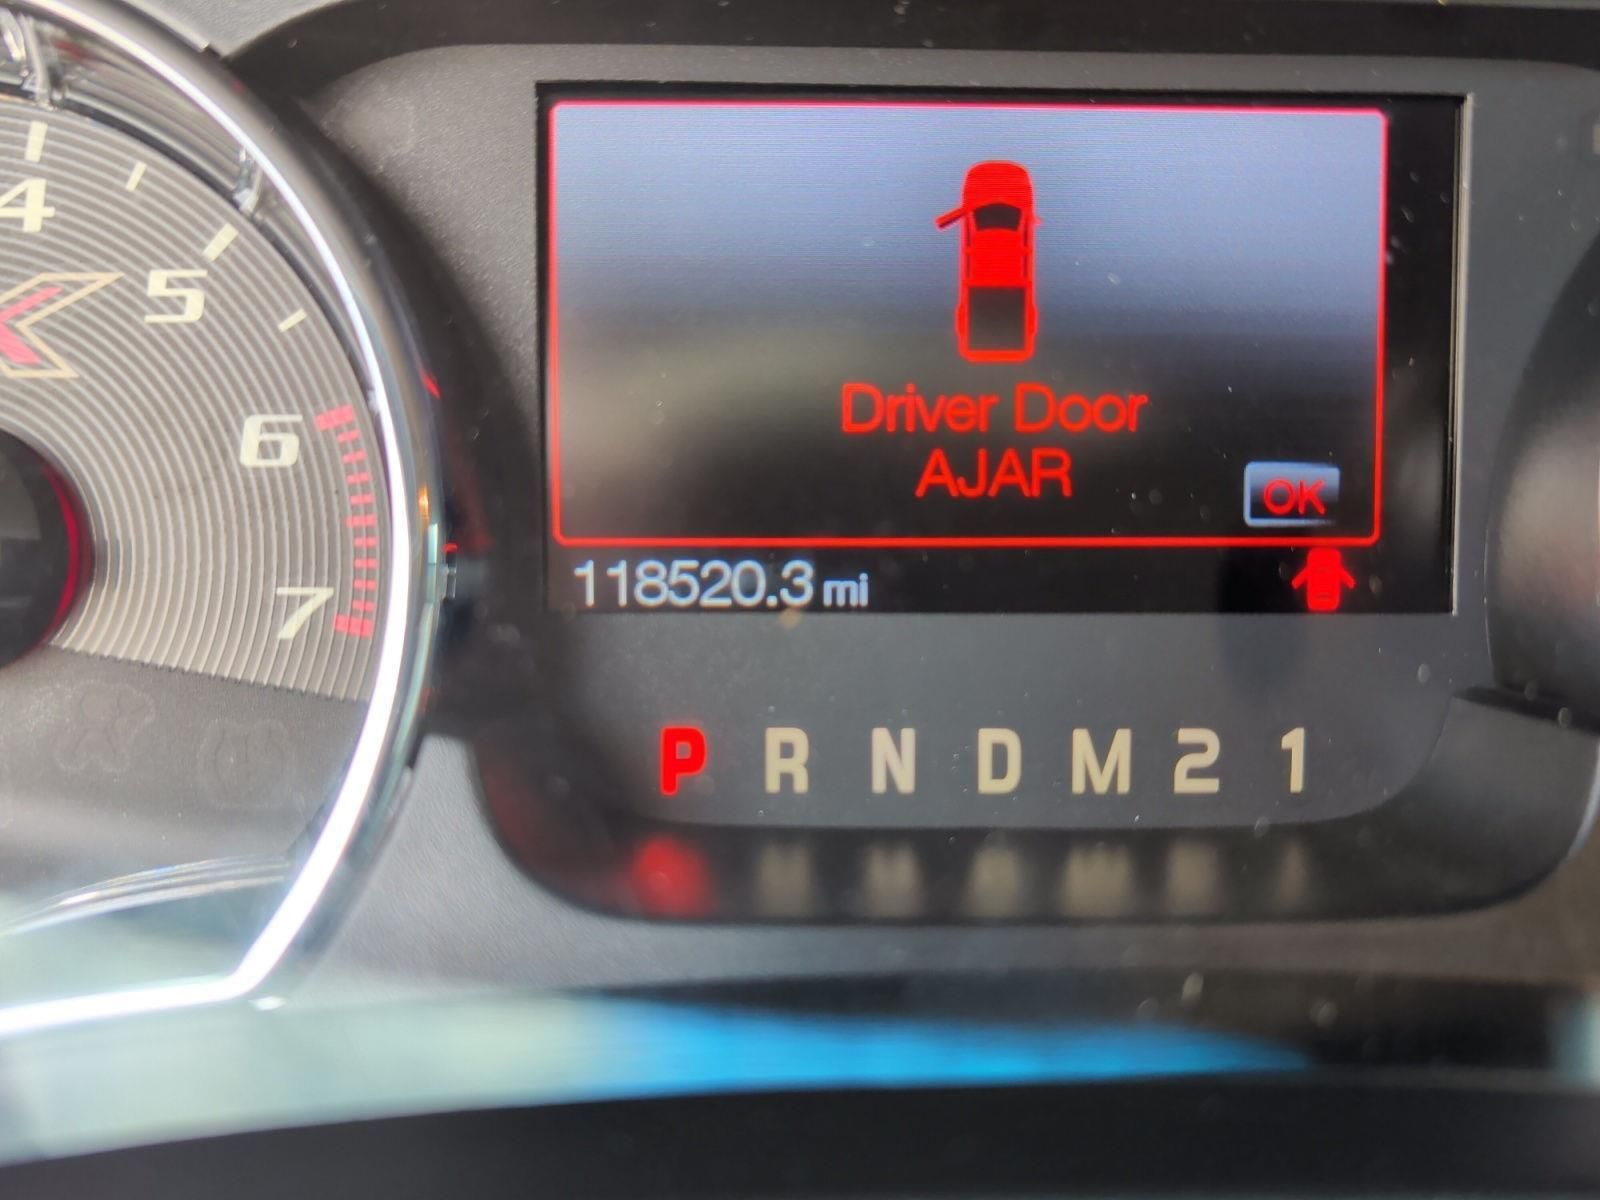 4
5
6
7
Driver Door
AJAR
OK
118520.3 mi
P R N D M 2 1